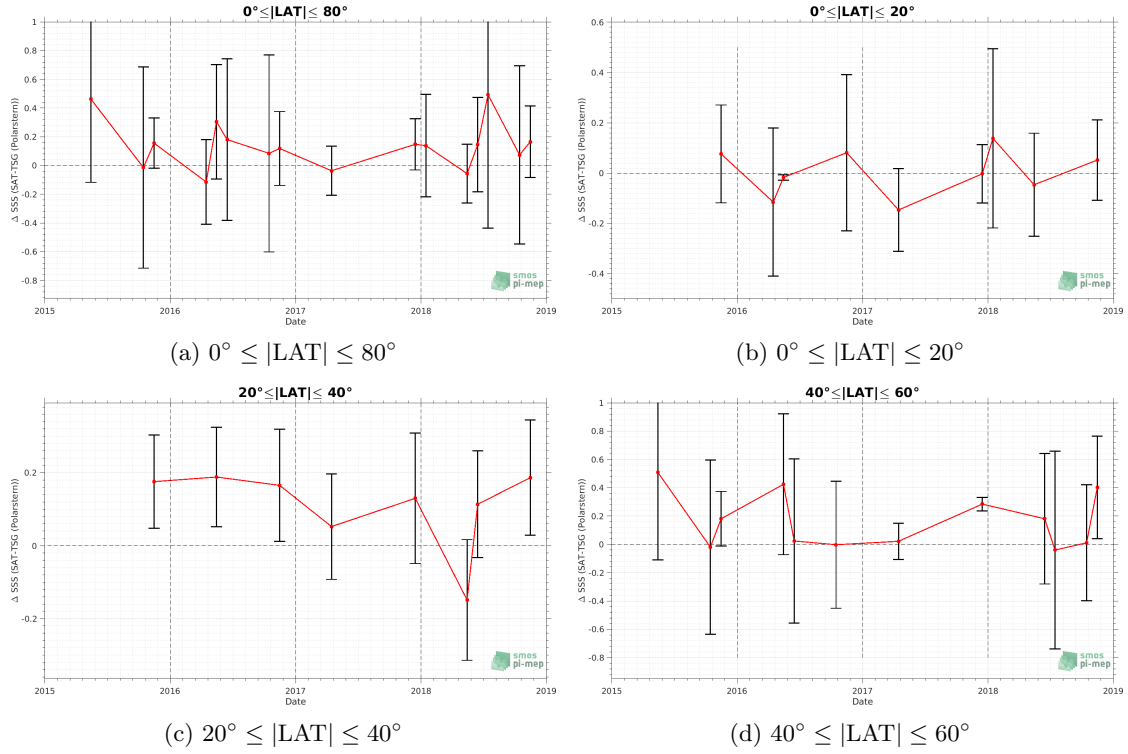 0°≤|LAT|≤ 80°
1
0.8
0.6
0.4
0.2
0
-0.2
-0.4
-0.6
-0.8
Δ SSS (SAT-TSG (Polarstern))
2015 2016 2017 2018 2019
Date
smos
pi-mep
(a) 0° ≤ |LAT| ≤ 80°
0°≤|LAT|≤ 20°
0.6
0.4
0.2
0
-0.2
-0.4
Δ SSS (SAT-TSG (Polarstern))
2015 2016 2017 2018 2019
Date
smos
pi-mep
(b) 0° ≤ |LAT| ≤ 20°
20°≤|LAT|≤ 40°
0.2
0
-0.2
Δ SSS (SAT-TSG (Polarstern))
2015 2016 2017 2018 2019
Date
smos
pi-mep
(c) 20° ≤ |LAT| ≤ 40°
40°≤|LAT|≤ 60°
1
0.8
0.6
0.4
0.2
0
-0.2
-0.4
-0.6
-0.8
Δ SSS (SAT-TSG (Polarstern))
2015 2016 2017 2018 2019
Date
smos
pi-mep
(d) 40° ≤ |LAT| ≤ 60°